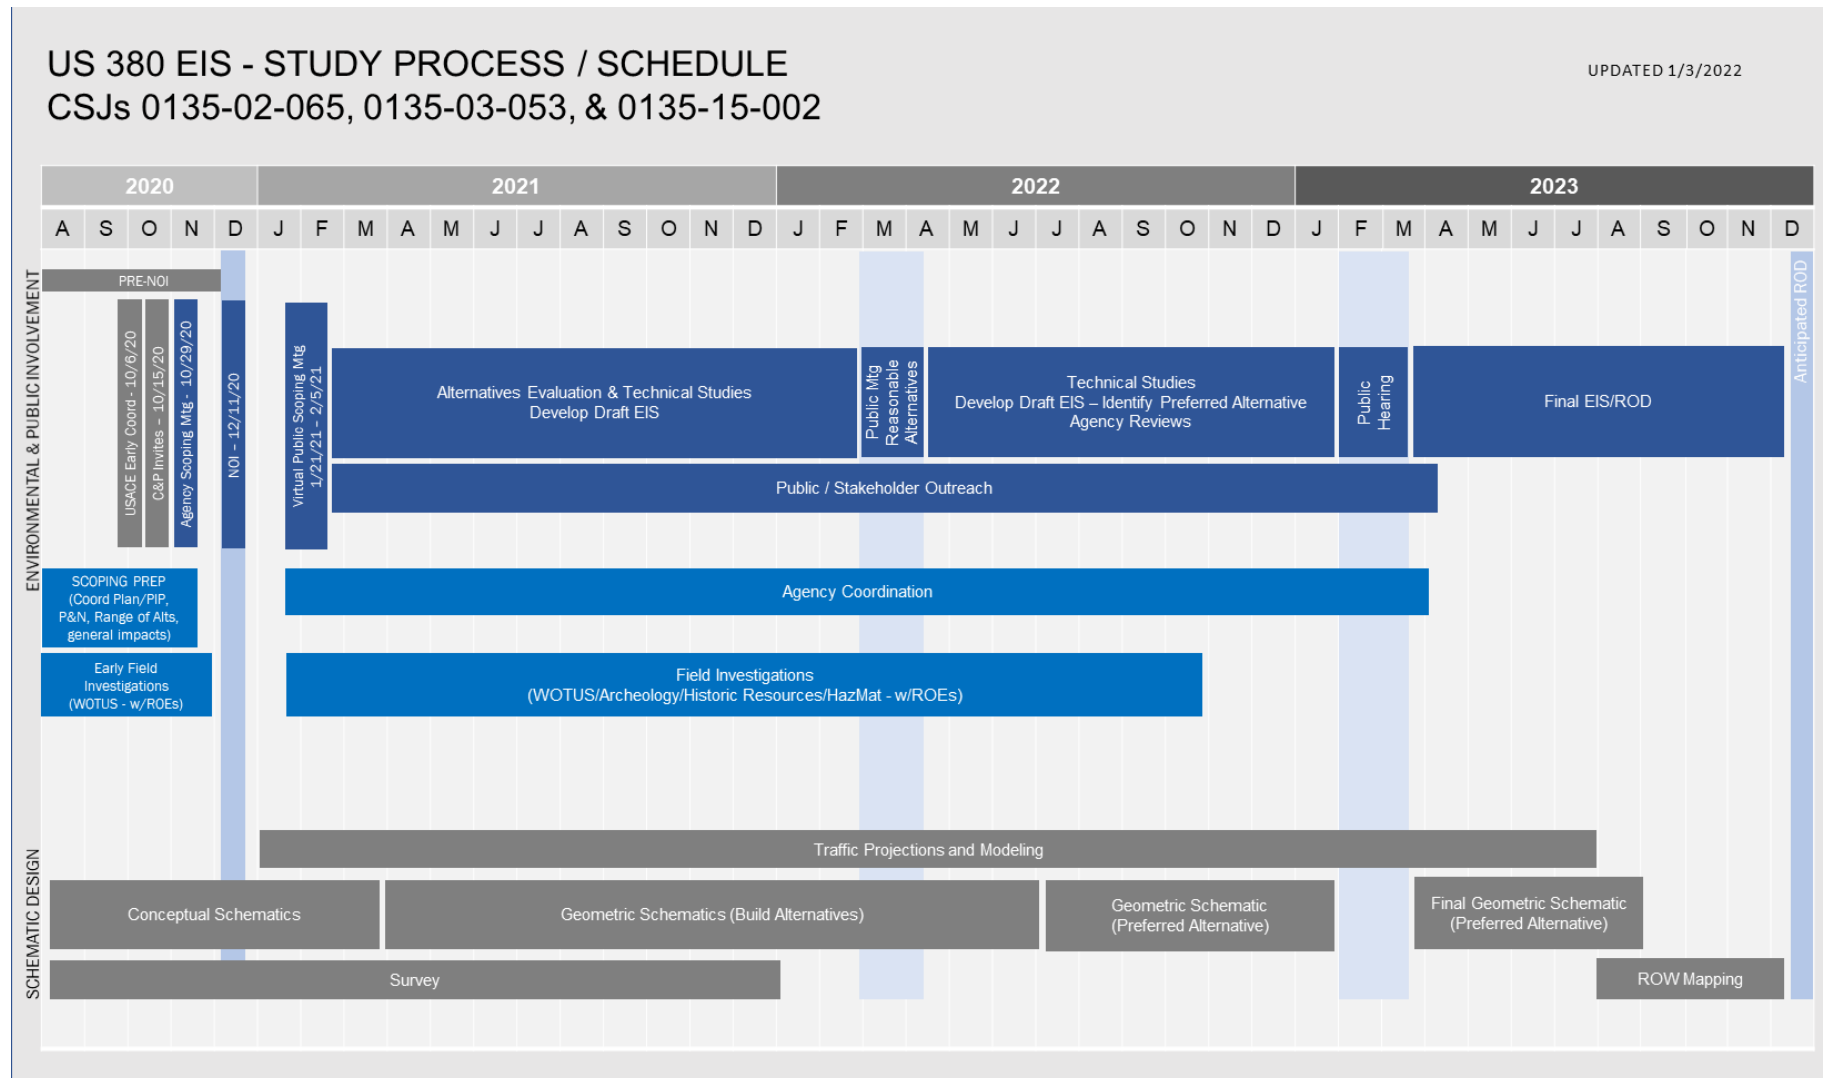 US 380 EIS - STUDY PROCESS / SCHEDULE
CSJs 0135-02-065, 0135-03-053, & 0135-15-002
UPDATED 1/3/2022
2020 2021 2022 2023
A S O N D J F M A M J J A S O N D J F M A M J J A S O N D J F M A M J J A S O N D
ENVIRONMENTAL & PUBLIC INVOLVEMENT
PRE-NOI
USACE Early Coord - 10/6/20
C&P Invites – 10/15/20
Agency Scoping Mtg - 10/29/20
NOI – 12/11/20
Virtual Public Scoping Mtg
1/21/21 – 2/5/21
Alternatives Evaluation & Technical Studies
Develop Draft EIS
Public Mtg
Reasonable
Alternatives
Technical Studies
Develop Draft EIS – Identify Preferred Alternative
Agency Reviews
Public
Hearing
Final EIS/ROD
Anticipated ROD
Public / Stakeholder Outreach
SCOPING PREP
(Coord Plan/PIP,
P&N, Range of Alts,
general impacts)
Agency Coordination
Early Field
Investigations
(WOTUS - w/ROEs)
Field Investigations
(WOTUS/Archeology/Historic Resources/HazMat - w/ROEs)
SCHEMATIC DESIGN
Traffic Projections and Modeling
Conceptual Schematics
Geometric Schematics (Build Alternatives)
Geometric Schematic
(Preferred Alternative)
Final Geometric Schematic
(Preferred Alternative)
Survey
ROW Mapping